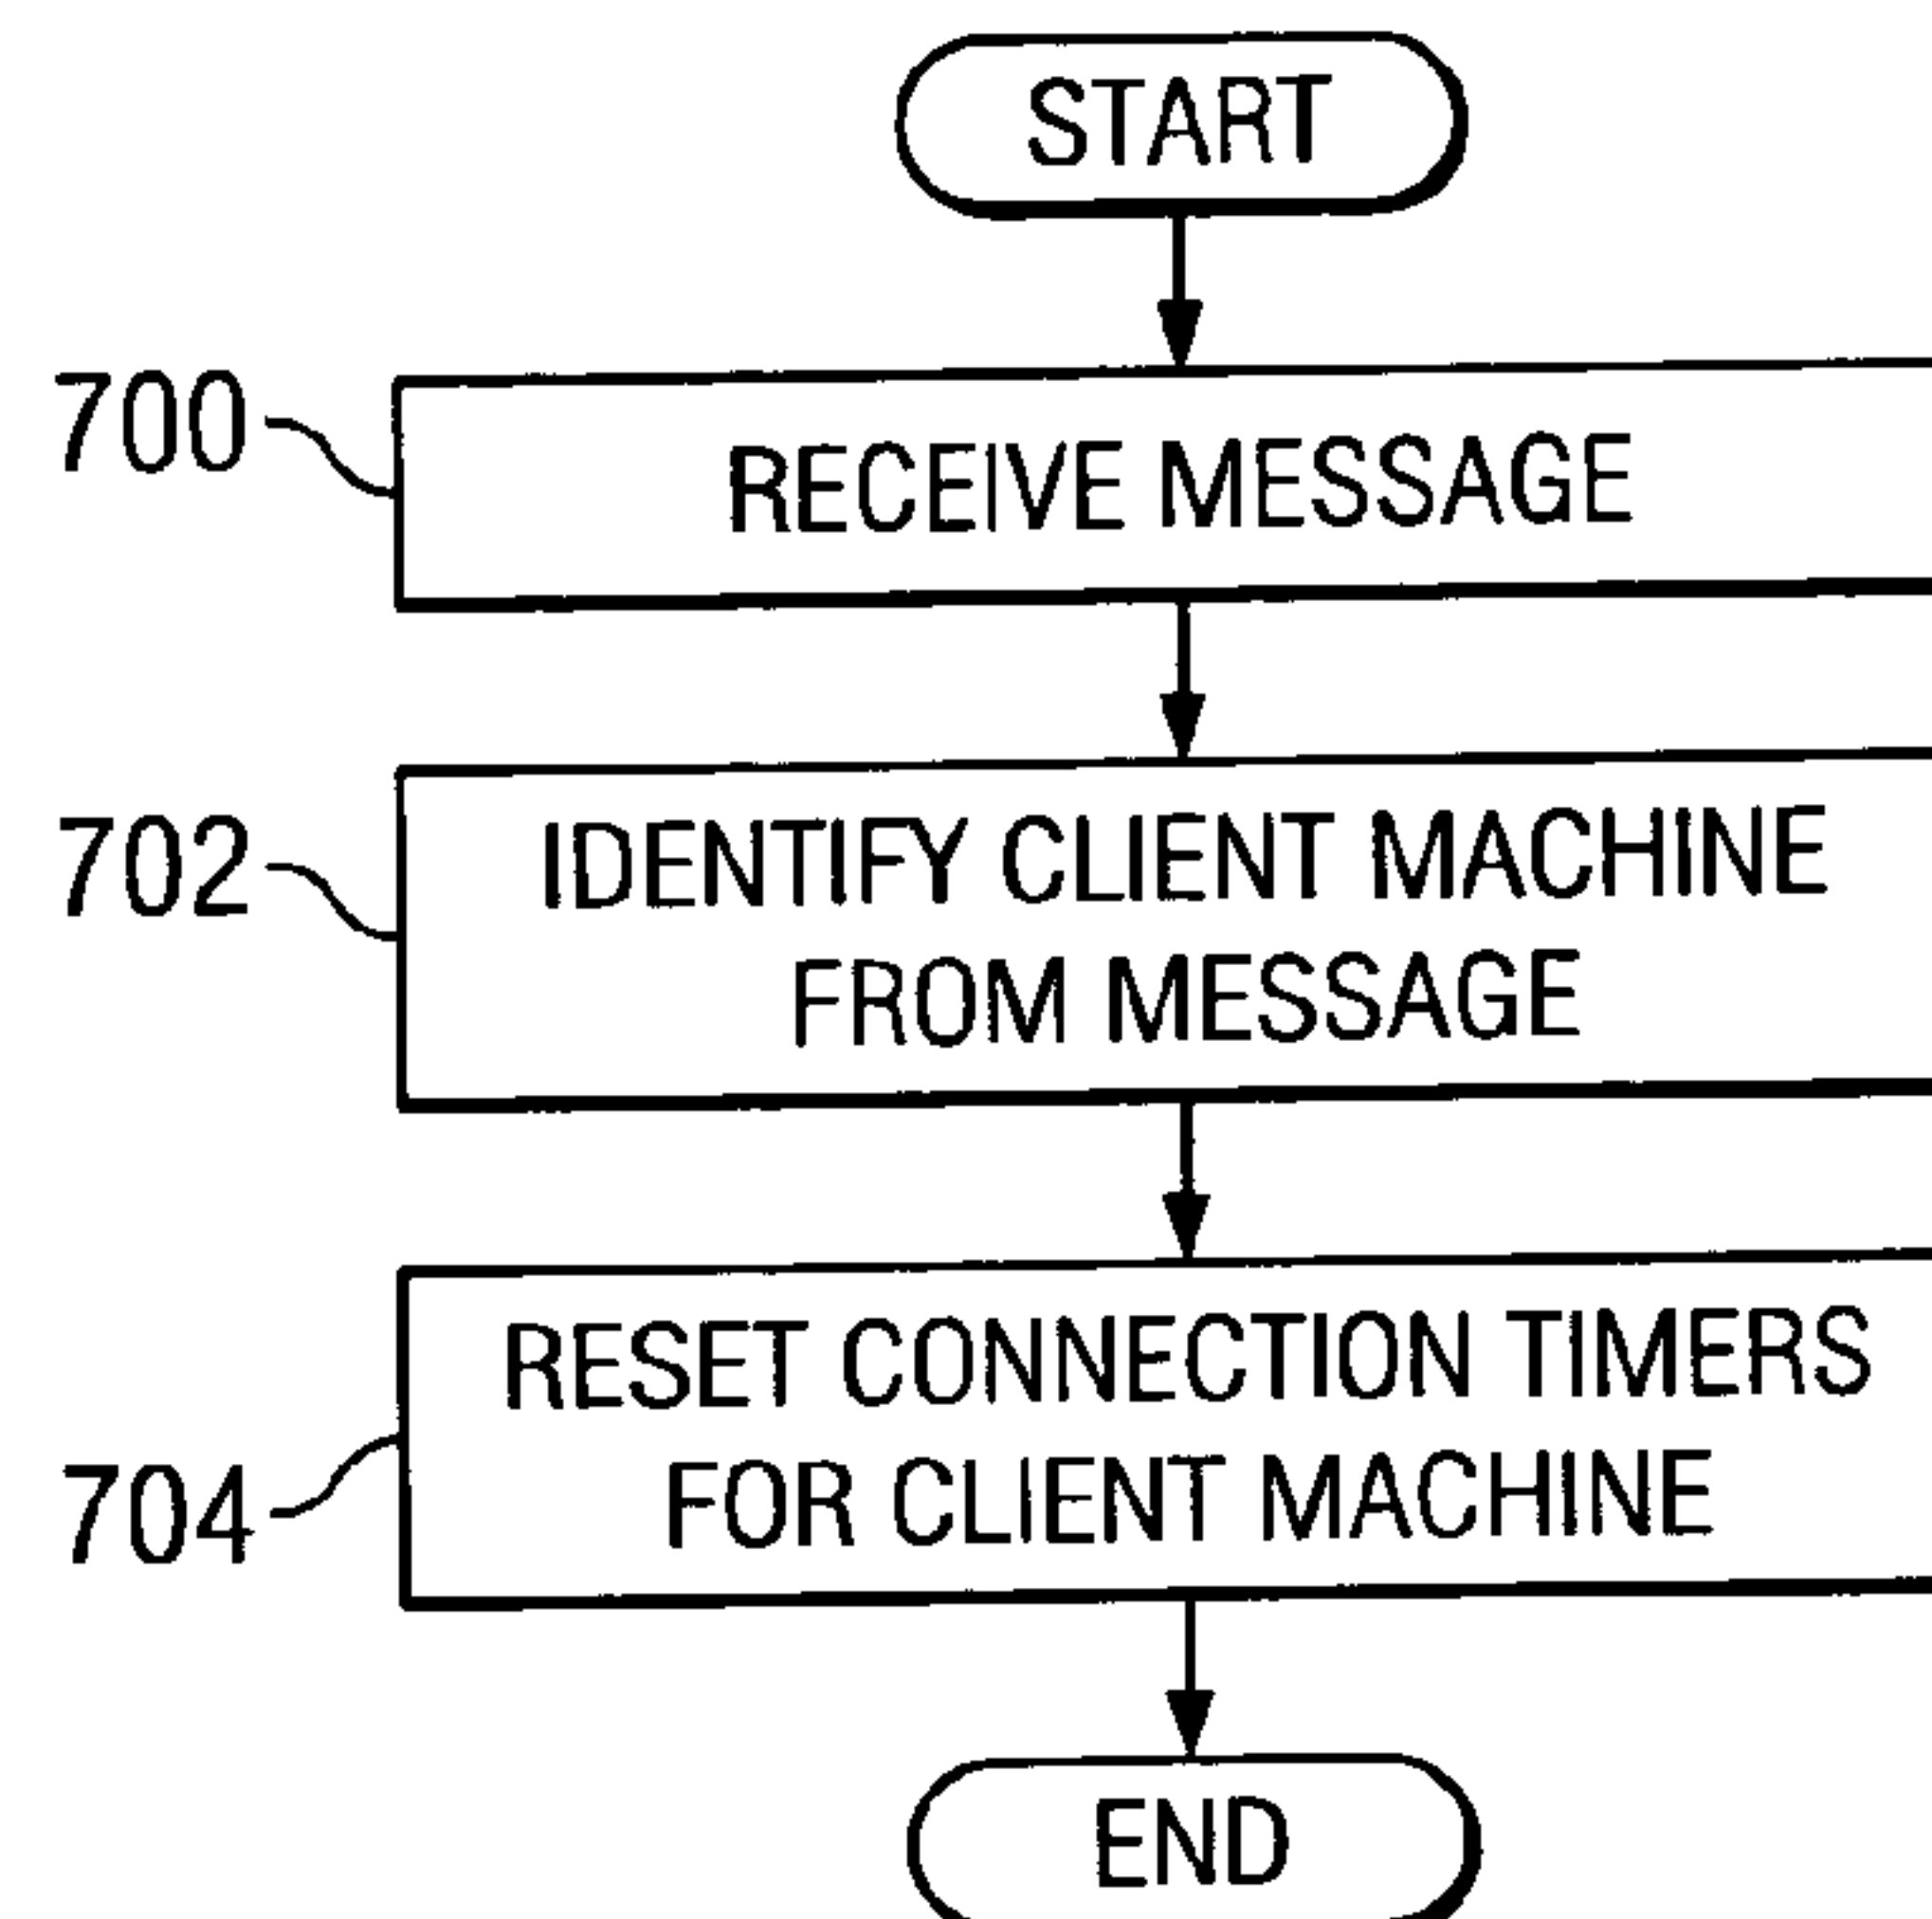 START
700
RECEIVE MESSAGE
702
IDENTIFY CLIENT MACHINE
FROM MESSAGE
RESET CONNECTION TIMERS
704
FOR CLIENT MACHINE
END